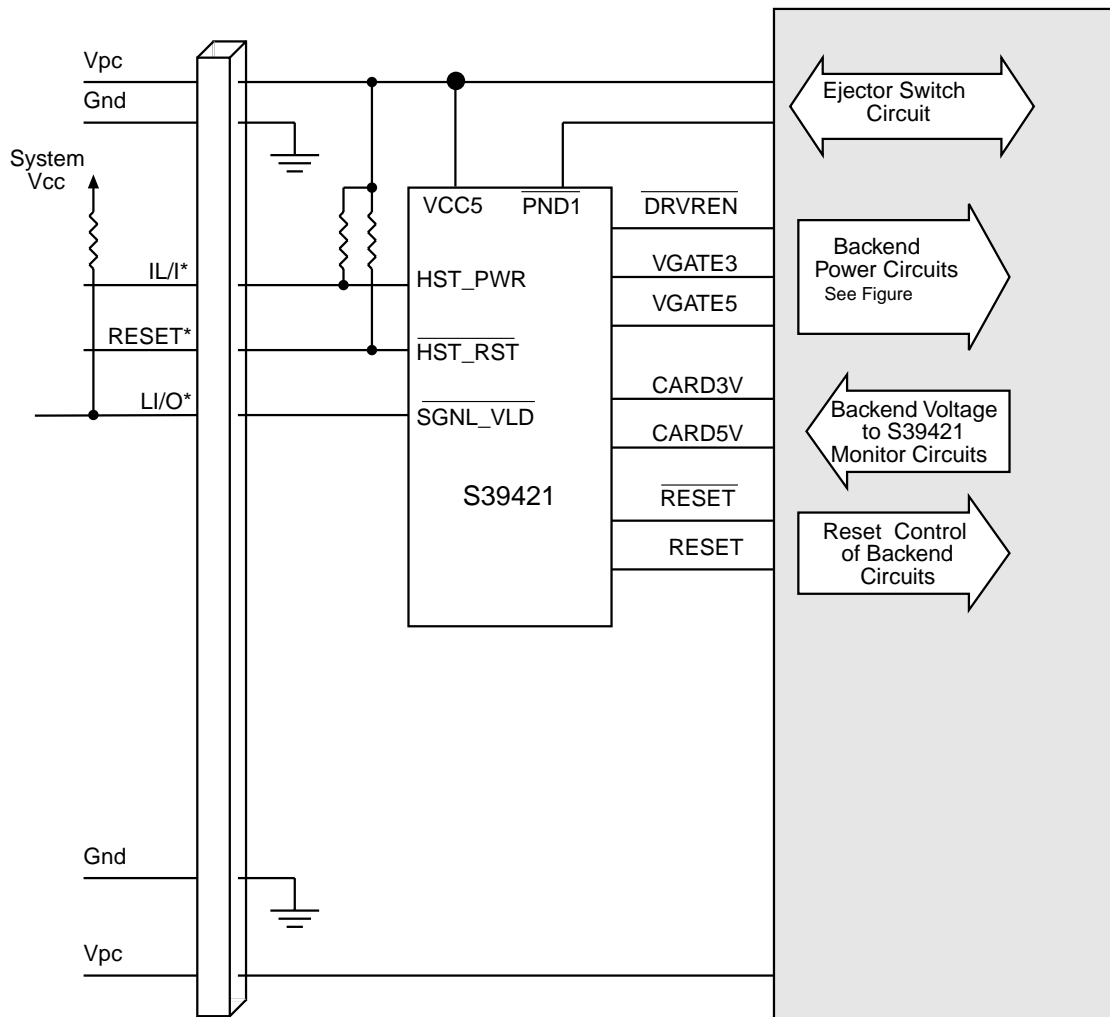 Vpc
Gnd
System
Vcc
IL/I*
RESET*
LI/O*
VCC5
PND1
HST_PWR
HST_RST
SGNL_VLD
S39421
DRVREN
VGATE3
VGATE5
CARD3V
CARD5V
RESET
RESET
Ejector Switch
Circuit
Backend
Power Circuits
See Figure
Backend Voltage
to S39421
Monitor Circuits
Reset Control
of Backend
Circuits
Gnd
Vpc